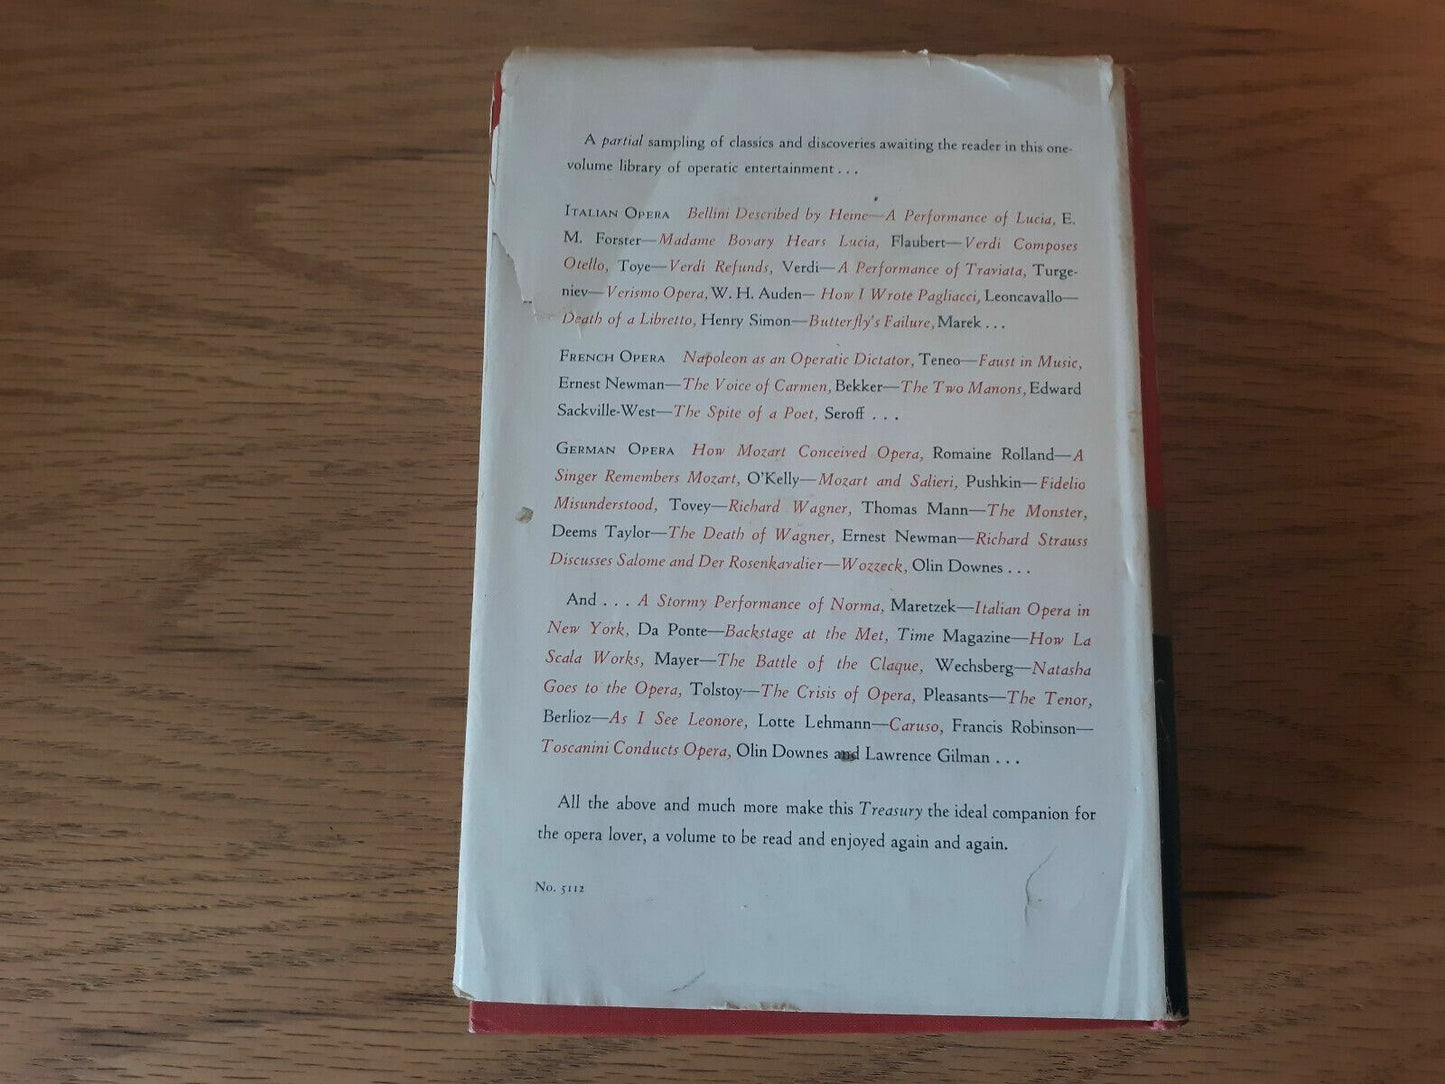 A partial sampling of classics and discoveries awaiting the reader in this one-
volume library of operatic entertainment . . .
ITALIAN OPERA Bellini Described by Heine—A Performance of Lucia, E.
M. Forster—Madame Bovary Hears Lucia, Flaubert—Verdi Composes
Otello, Toye—Verdi Refunds, Verdi—A Performance of Traviata, Turge-
niev—Verismo Opera, W. H. Auden—How I Wrote Pagliacci, Leoncavallo—
Death of a Libretto, Henry Simon—Butterfly's Failure, Marek . . .
FRENCH OPERA Napoleon as an Operatic Dictator, Teneo—Faust in Music,
Ernest Newman—The Voice of Carmen, Bekker—The Two Manons, Edward
Sackville-West—The Spite of a Poet, Seroff . . .
GERMAN OPERA How Mozart Conceived Opera, Romaine Rolland—A
Singer Remembers Mozart, O'Kelly—Mozart and Salieri, Pushkin—Fidelio
Misunderstood, Tovey—Richard Wagner, Thomas Mann—The Monster,
Deems Taylor—The Death of Wagner, Ernest Newman—Richard Strauss
Discusses Salome and Der Rosenkavalier—Wozzeck, Olin Downes . . .
And . . . A Stormy Performance of Norma, Maretzek—Italian Opera in
New York, Da Ponte—Backstage at the Met, Time Magazine—How La
Scala Works, Mayer—The Battle of the Claque, Wechsberg—Natasha
Goes to the Opera, Tolstoy—The Crisis of Opera, Pleasants—The Tenor,
Berlioz—As I See Leonore, Lotte Lehmann—Caruso, Francis Robinson—
Toscanini Conducts Opera, Olin Downes and Lawrence Gilman . . .
All the above and much more make this Treasury the ideal companion for
the opera lover, a volume to be read and enjoyed again and again.
No. 5112